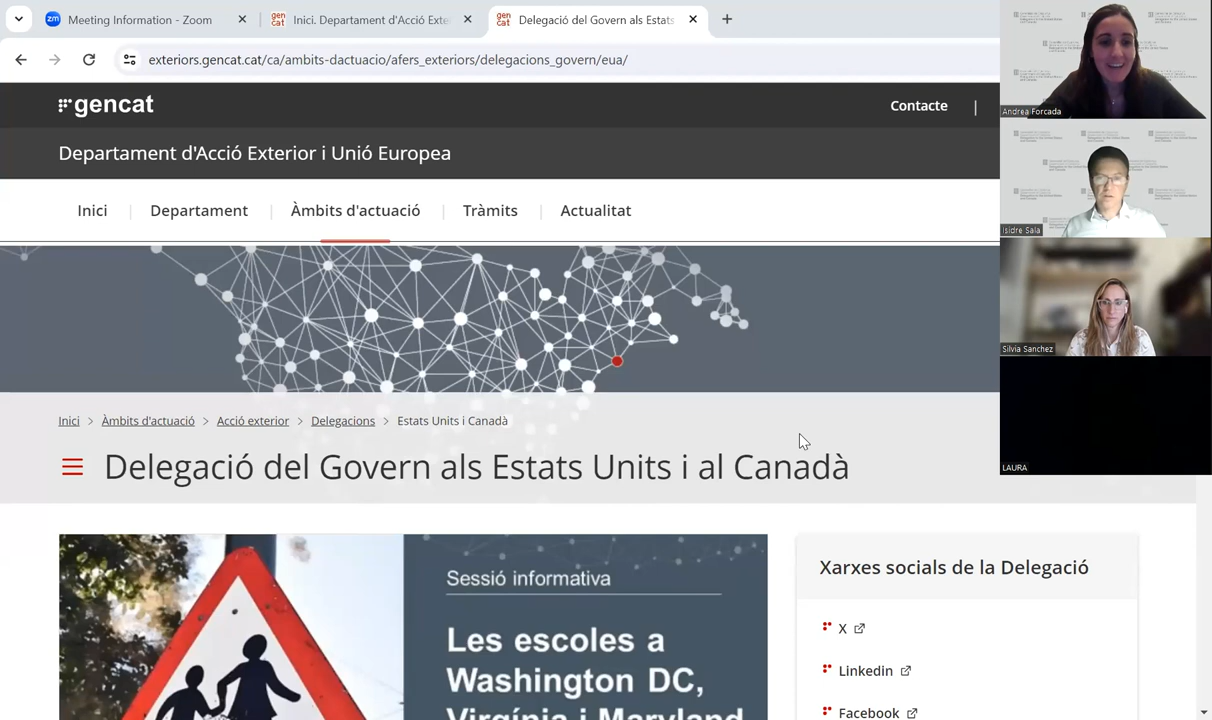 Meeting Information - Zoom
Inici. Departament d'Acció Exte
Delegació del Govern als Estats
exteriors.gencat.cat/ca/ambits-dactuacio/afers_exteriors/delegacions_govern/eua/
gencat
Contacte
Departament d'Acció Exterior i Unió Europea
Inici
Departament
Àmbits d'actuació
Tràmits
Actualitat
Inici > Àmbits d'actuació > Acció exterior > Delegacions > Estats Units i Canadà
Delegació del Govern als Estats Units i al Canadà
Sessió informativa
Les escoles a
Washington DC,
Virgínia i Maryland
Xarxes socials de la Delegació
X
Linkedin
Facebook
Andrea Forcada
Isidre Sala
Silvia Sanchez
LAURA